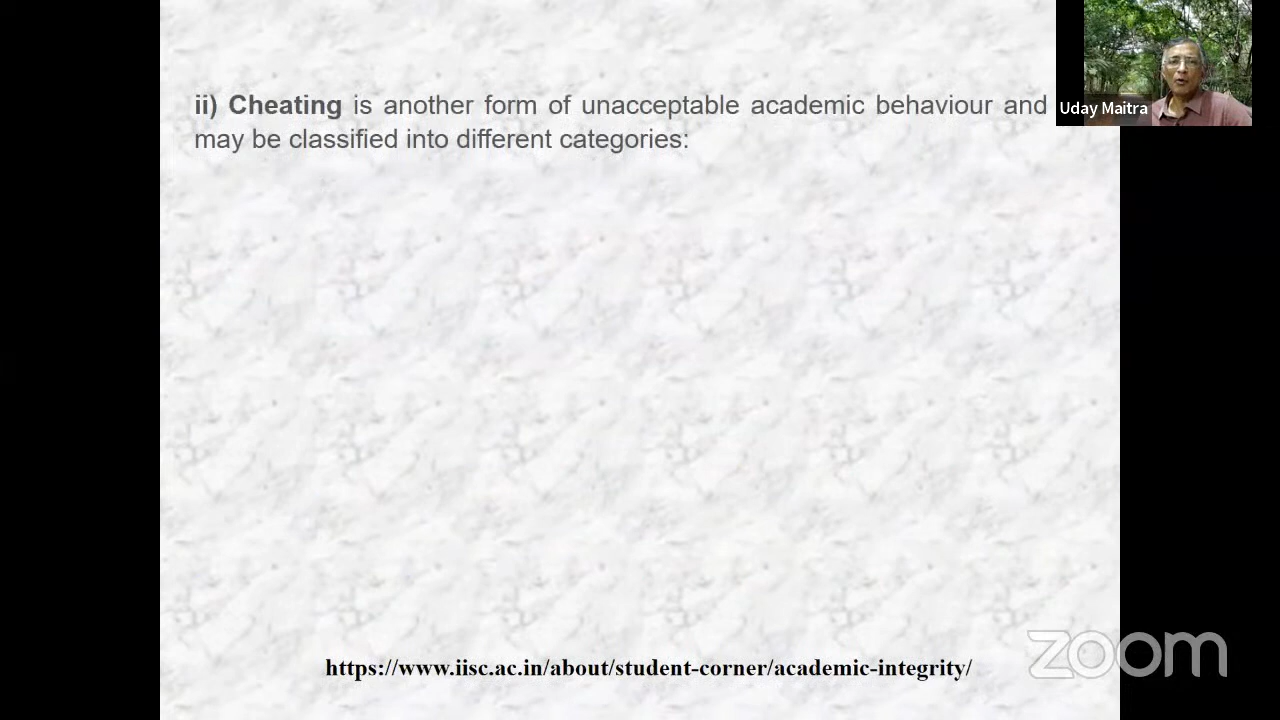 ii) Cheating is another form of unacceptable academic behaviour and
may be classified into different categories:
Uday Maitra
https://www.iisc.ac.in/about/student-corner/academic-integrity/
zoom